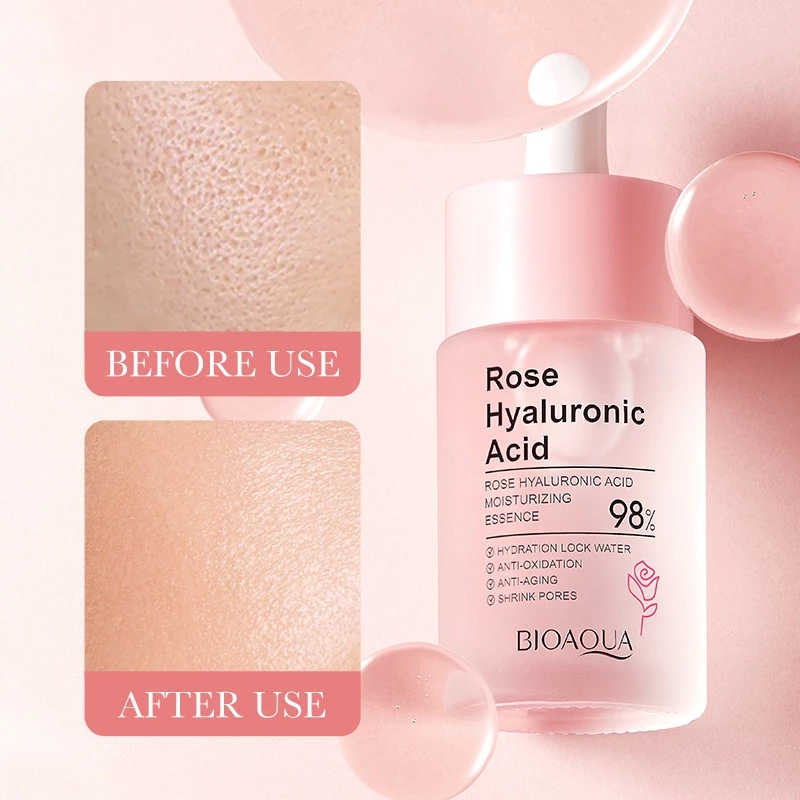 BEFORE USE
AFTER USE
Rose
Hyaluronic
Acid
ROSE HYALURONIC ACID
MOISTURIZING
ESSENCE
98%
HYDRATION LOCK WATER
ANTI-OXIDATION
ANTI-AGING
SHRINK PORES
BIOAQUA